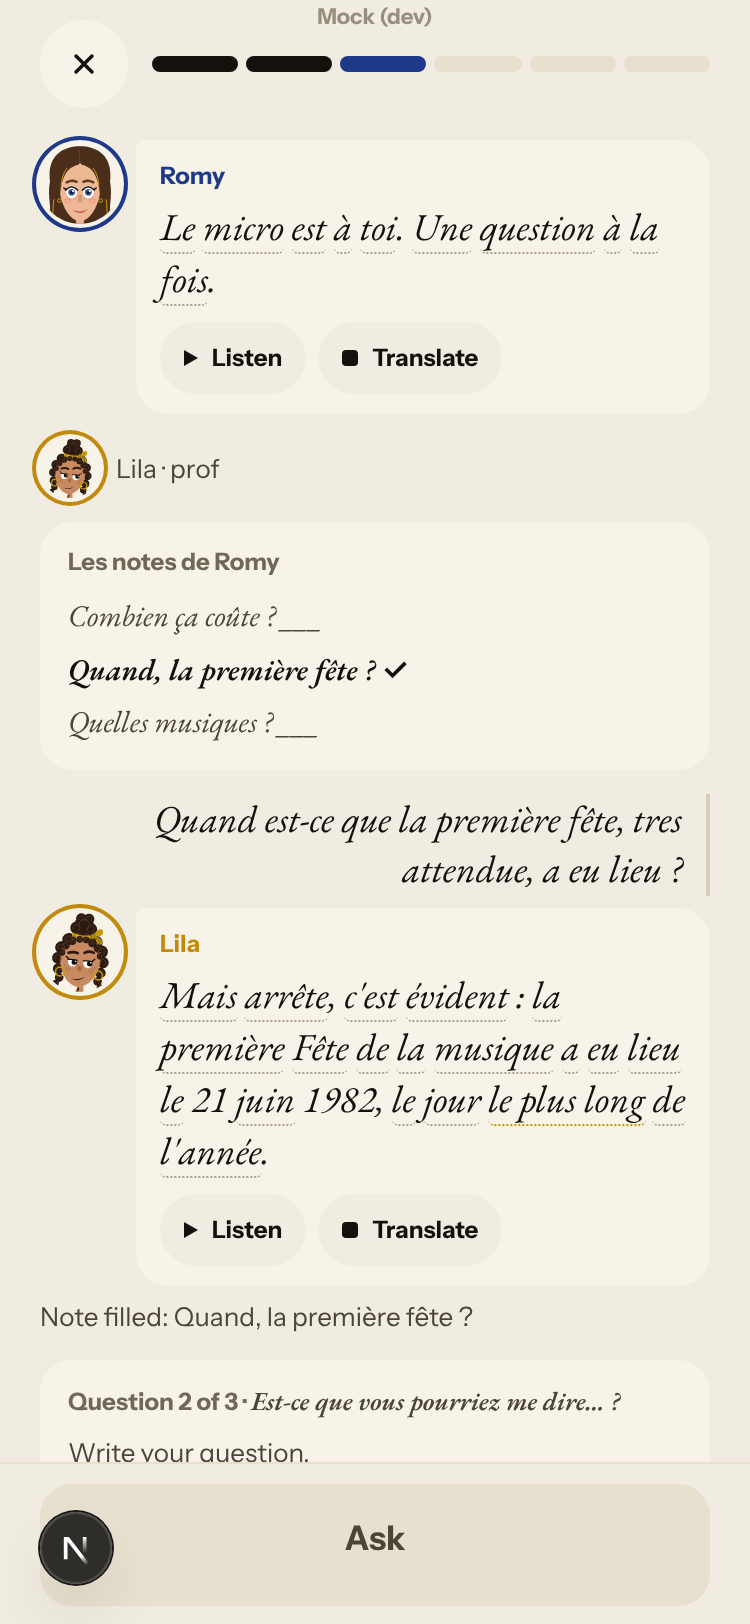 Mock (dev)
Romy
Le micro est à toi. Une question à la
fois.
Listen
Translate
Lila · prof
Les notes de Romy
Combien ça coûte ?___
Quand, la première fête ?
Quelles musiques ?___
Quand est-ce que la première fête, tres
attendue, a eu lieu ?
Lila
Mais arrête, c'est évident : la
première Fête de la musique a eu lieu
le 21 juin 1982, le jour le plus long de
l'année.
Listen
Translate
Note filled: Quand, la première fête ?
Question 2 of 3 · Est-ce que vous pourriez me dire... ?
Write your question.
Ask
N